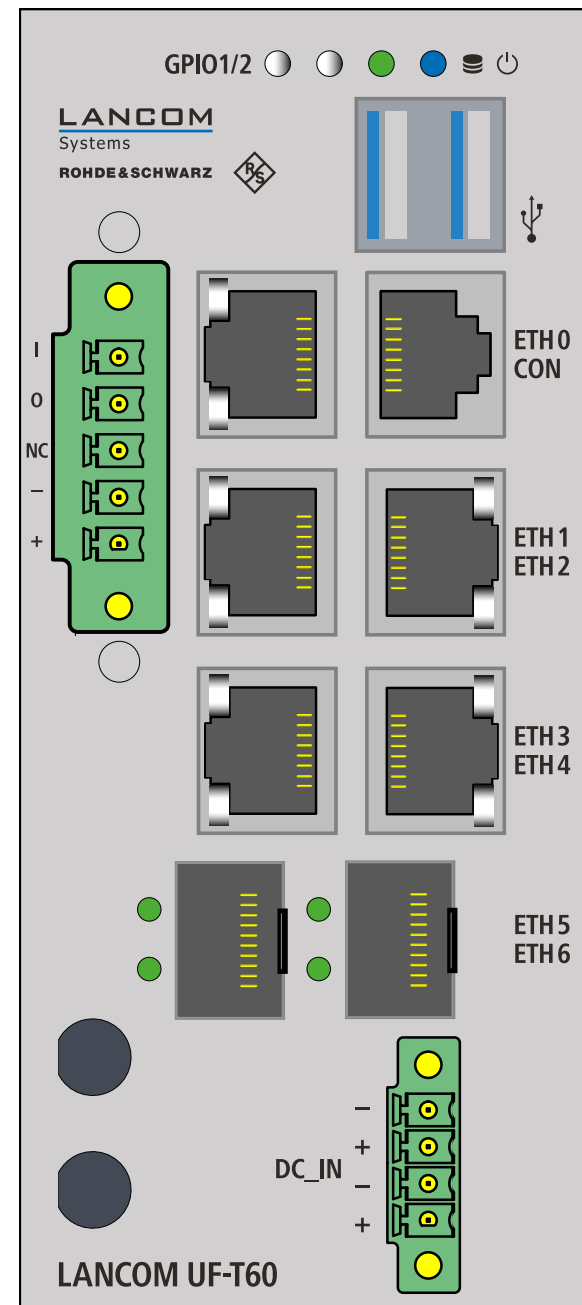 GPIO1/2
LANCOM
Systems
ROHDE&SCHWARZ
R&S
I
O
NC
–
+
ETH 0
CON
ETH 1
ETH 2
ETH 3
ETH 4
ETH 5
ETH 6
–
+
DC_IN
–
+
LANCOM UF-T60